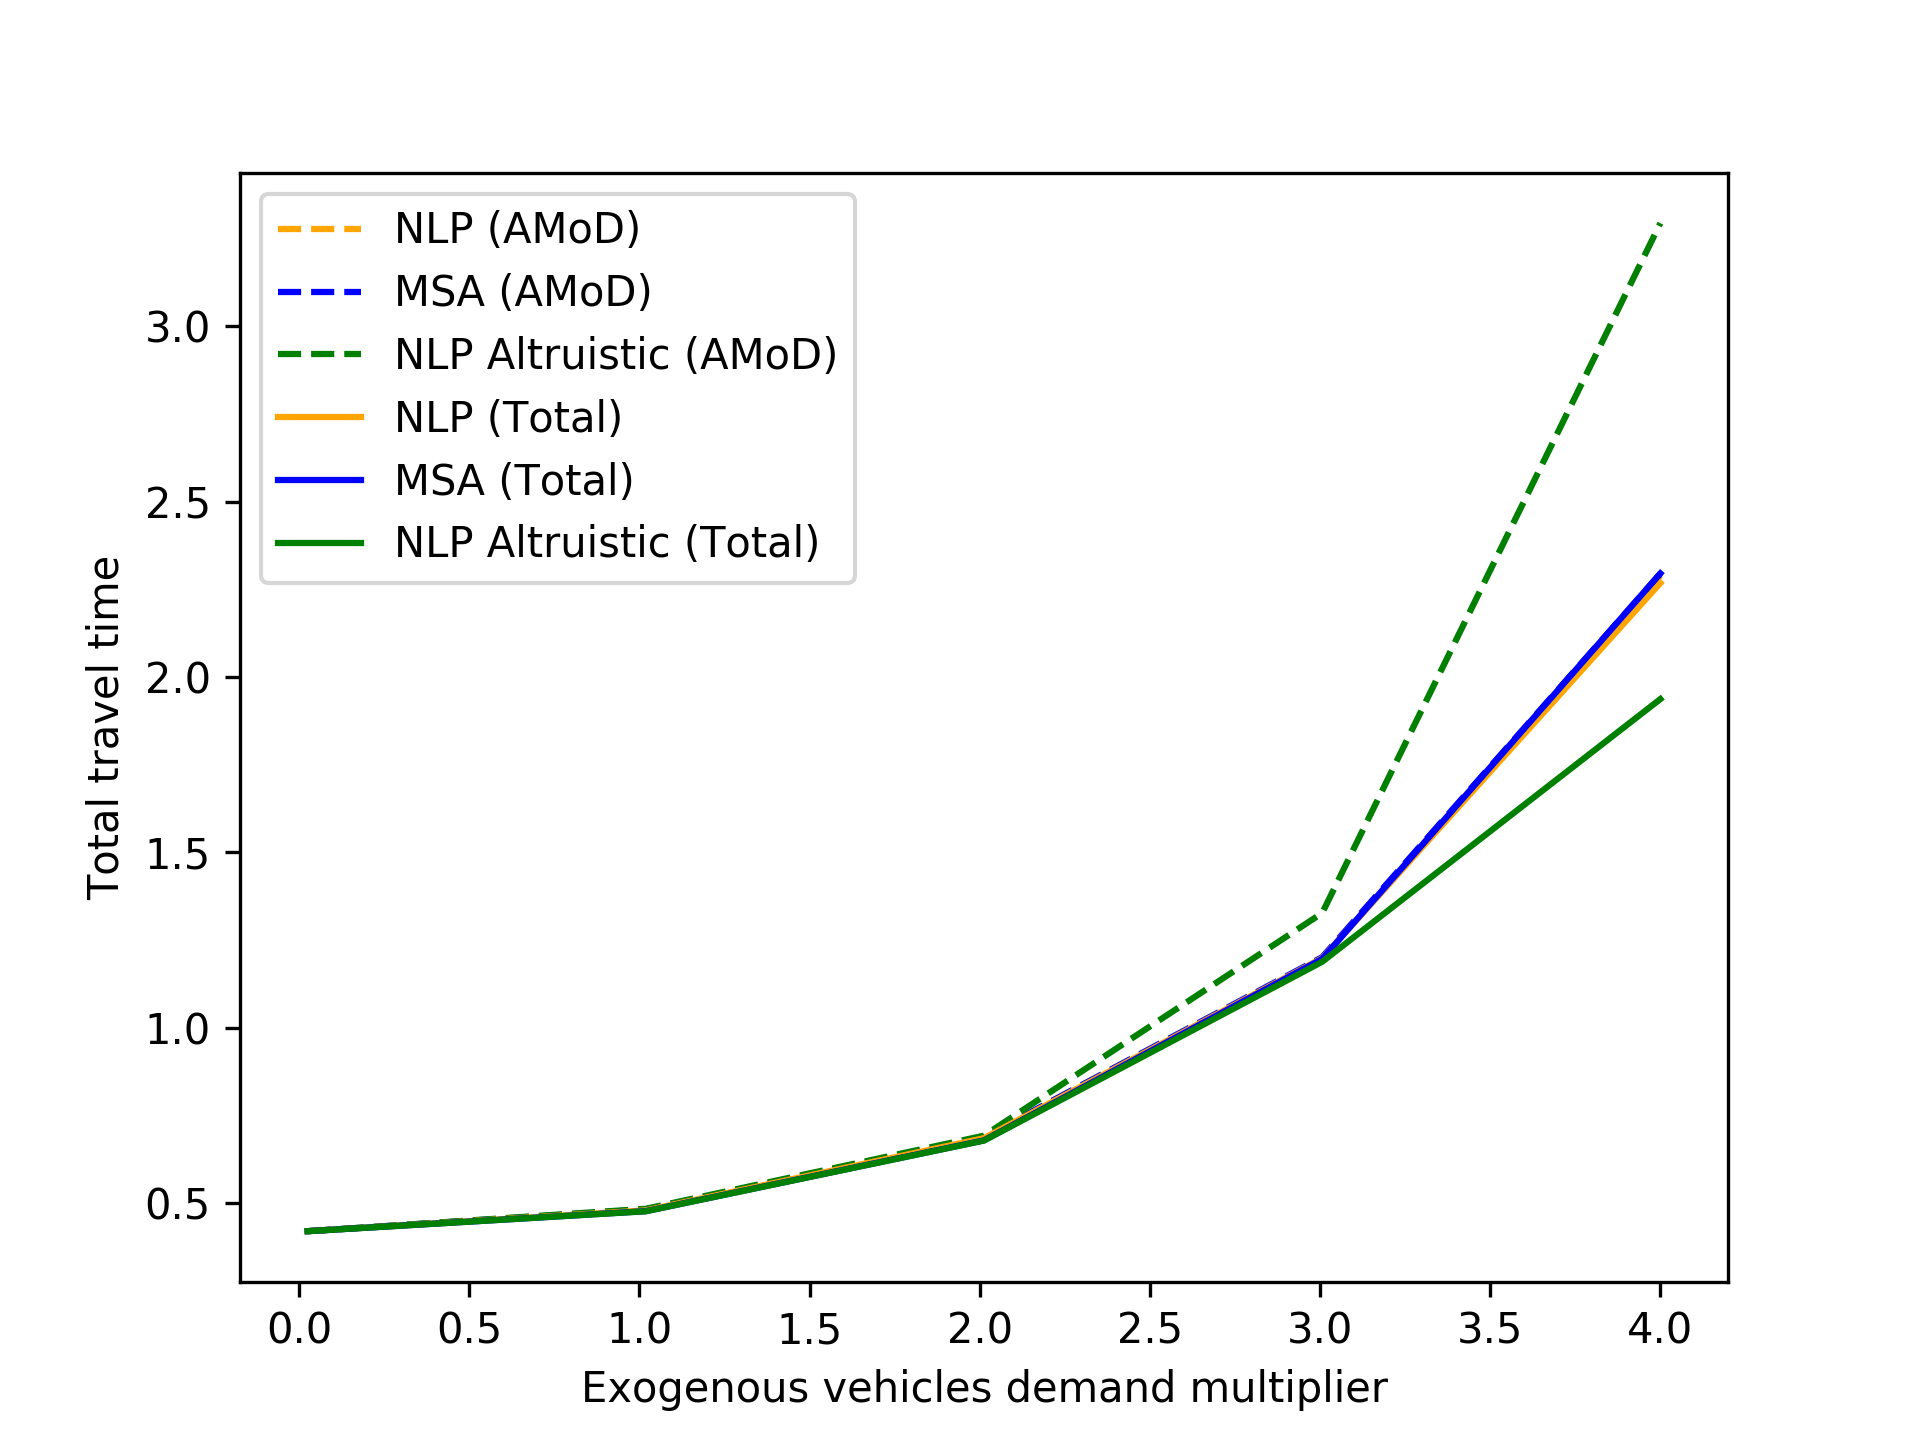 NLP (AMoD)
MSA (AMoD)
NLP Altruistic (AMoD)
NLP (Total)
MSA (Total)
NLP Altruistic (Total)
Total travel time
3.0
2.5
2.0
1.5
1.0
0.5
0.0 0.5 1.0 1.5 2.0 2.5 3.0 3.5 4.0
Exogenous vehicles demand multiplier